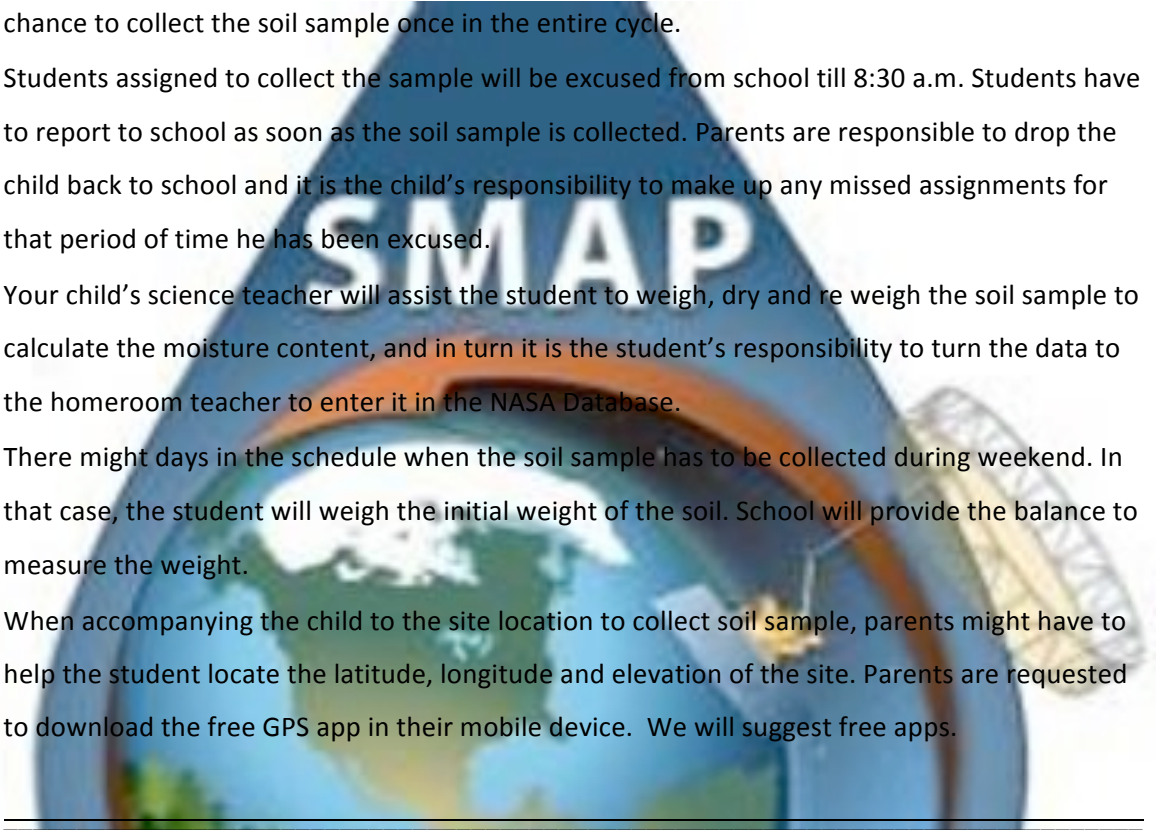 chance to collect the soil sample once in the entire cycle.
Students assigned to collect the sample will be excused from school till 8:30 a.m. Students have
to report to school as soon as the soil sample is collected. Parents are responsible to drop the
child back to school and it is the child’s responsibility to make up any missed assignments for
that period of time he has been excused.
SMAP
Your child’s science teacher will assist the student to weigh, dry and re weigh the soil sample to
calculate the moisture content, and in turn it is the student’s responsibility to turn the data to
the homeroom teacher to enter it in the NASA Database.
There might days in the schedule when the soil sample has to be collected during weekend. In
that case, the student will weigh the initial weight of the soil. School will provide the balance to
measure the weight.
When accompanying the child to the site location to collect soil sample, parents might have to
help the student locate the latitude, longitude and elevation of the site. Parents are requested
to download the free GPS app in their mobile device.  We will suggest free apps.